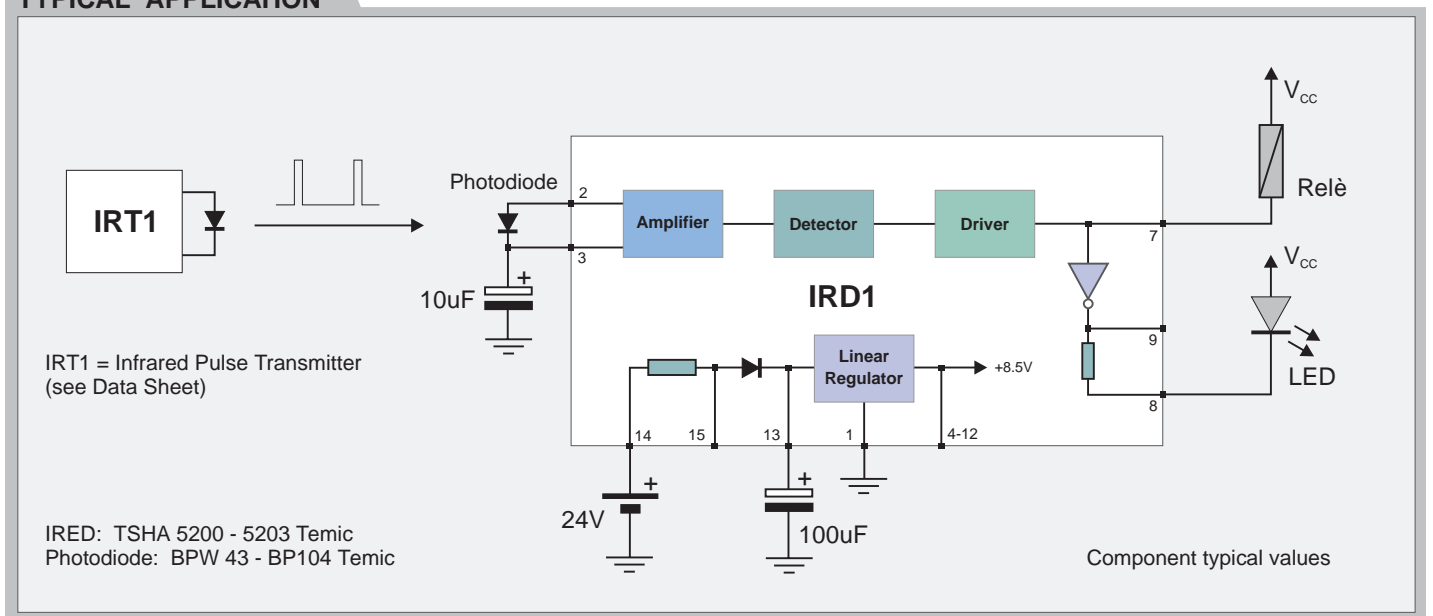 TYPICAL APPLICATION
IRT1
Photodiode
2
3
10uF
+
Amplifier
Detector
Driver
IRD1
7
V_CC
Relè
9
8
V_CC
LED
Linear
Regulator
+8.5V
14
15
13
1
4-12
+
24V
+
100uF
IRT1 = Infrared Pulse Transmitter
(see Data Sheet)
IRED: TSHA 5200 - 5203 Temic
Photodiode: BPW 43 - BP104 Temic
Component typical values